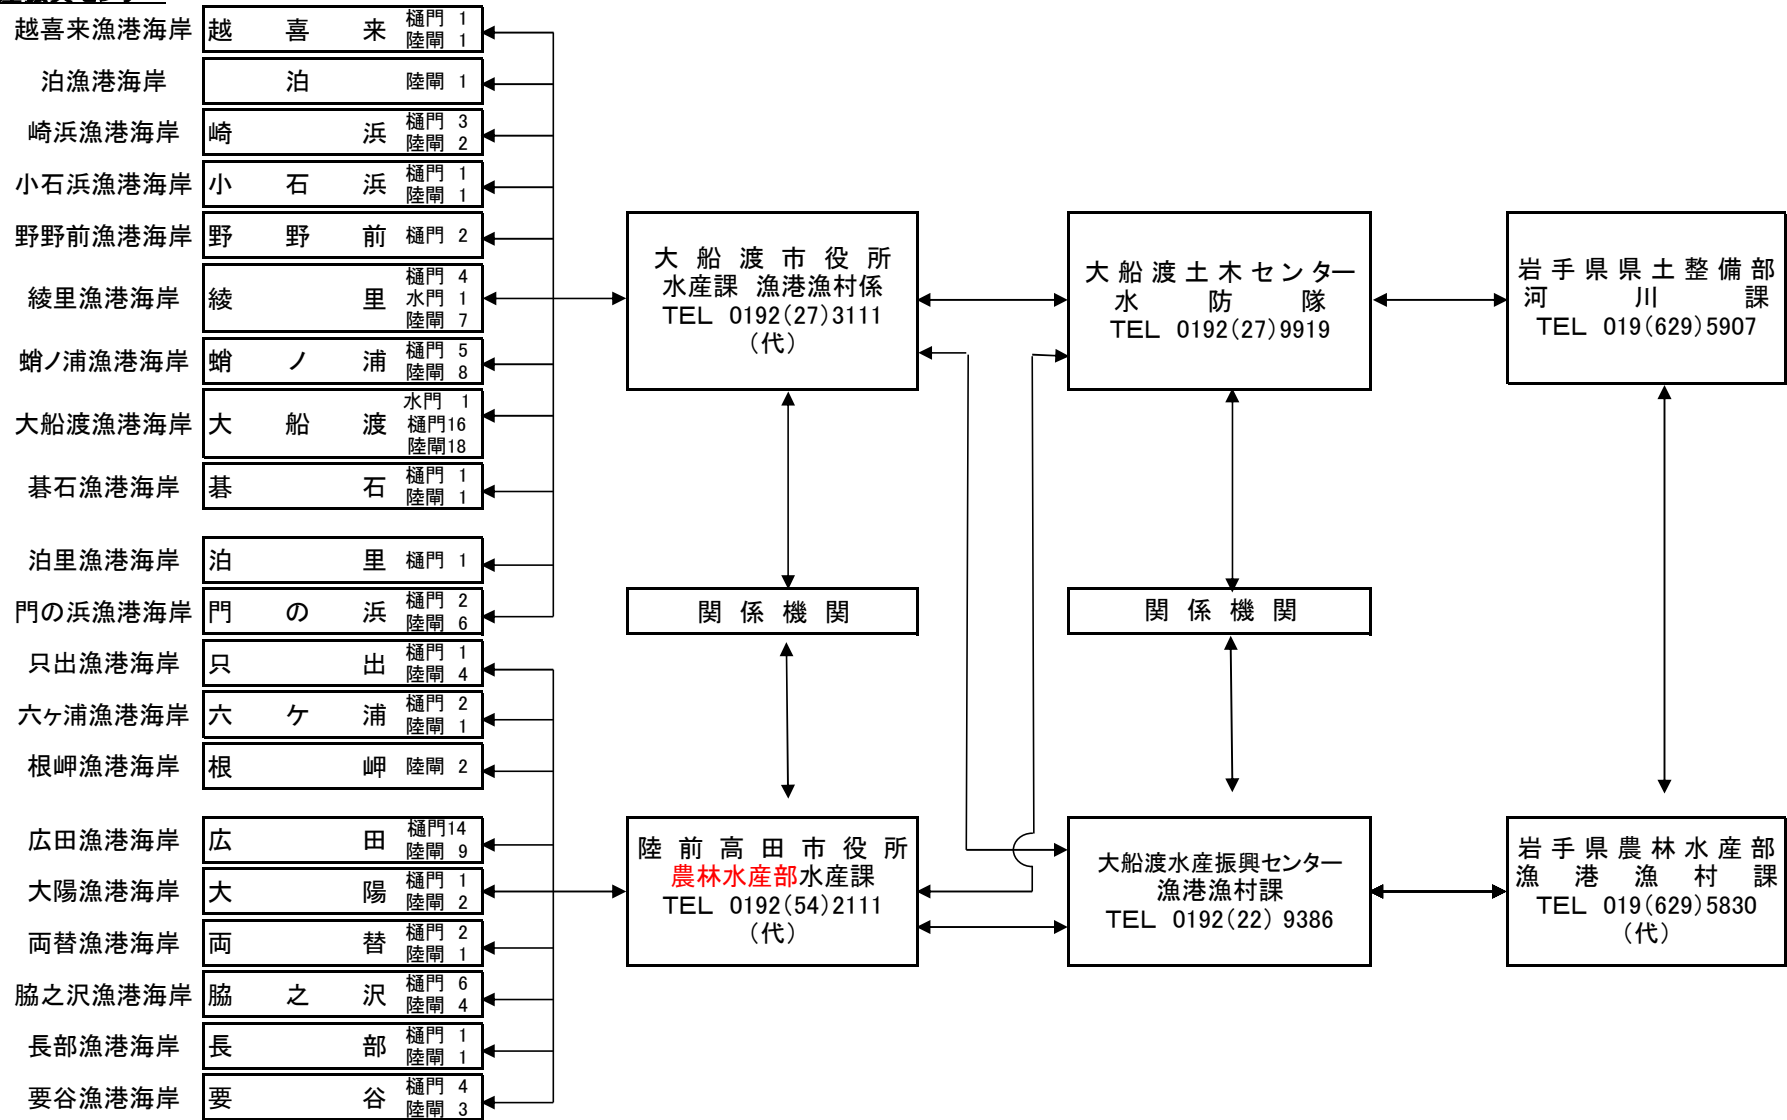 越喜来漁港海岸 越喜来 樋門 1
陸閘 1
泊漁港海岸 泊 陸閘 1
崎浜漁港海岸 崎浜 樋門 3
陸閘 2
小石浜漁港海岸 小石浜 樋門 1
陸閘 1
野野前漁港海岸 野野前 樋門 2
綾里漁港海岸 綾里 樋門 4
水門 1
陸閘 7
蛸ノ浦漁港海岸 蛸ノ浦 樋門 5
陸閘 8
大船渡漁港海岸 大船渡 水門 1
樋門16
陸閘18
碁石漁港海岸 碁石 樋門 1
陸閘 1
泊里漁港海岸 泊里 樋門 1
門の浜漁港海岸 門の浜 樋門 2
陸閘 6
只出漁港海岸 只出 樋門 1
陸閘 4
六ヶ浦漁港海岸 六ケ浦 樋門 2
陸閘 1
根岬漁港海岸 根岬 陸閘 2
広田漁港海岸 広田 樋門14
陸閘 9
大陽漁港海岸 大陽 樋門 1
陸閘 2
両替漁港海岸 両替 樋門 2
陸閘 1
脇之沢漁港海岸 脇之沢 樋門 6
陸閘 4
長部漁港海岸 長部 樋門 1
陸閘 1
要谷漁港海岸 要谷 樋門 4
陸閘 3
大船渡市役所
水産課 漁港漁村係
TEL 0192(27)3111
(代)
関係機関
陸前高田市役所
農林水産部水産課
TEL 0192(54)2111
(代)
大船渡土木センター
水防隊
TEL 0192(27)9919
関係機関
大船渡水産振興センター
漁港漁村課
TEL 0192(22) 9386
岩手県県土整備部
河川課
TEL 019(629)5907
岩手県農林水産部
漁港漁村課
TEL 019(629)5830
(代)